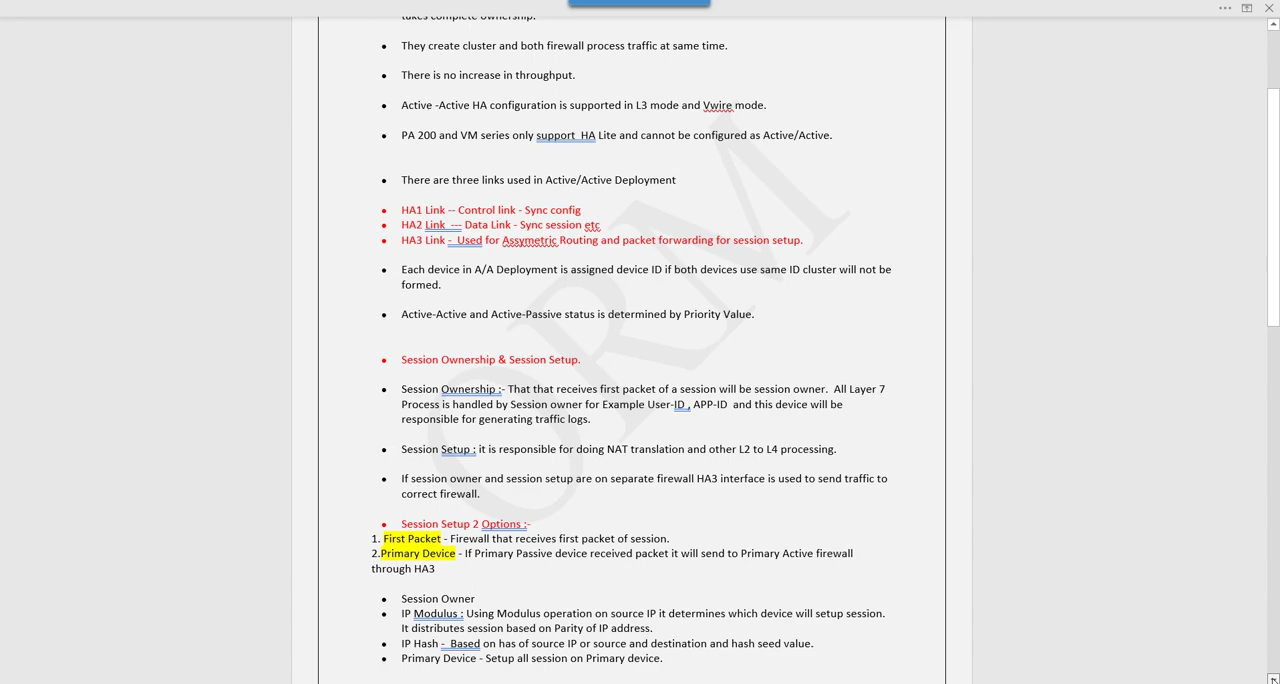 takes complete ownership.
• They create cluster and both firewall process traffic at same time.
• There is no increase in throughput.
• Active -Active HA configuration is supported in L3 mode and Vwire mode.
• PA 200 and VM series only support  HA Lite and cannot be configured as Active/Active.
• There are three links used in Active/Active Deployment
• HA1 Link -- Control link - Sync config
• HA2 Link  --- Data Link - Sync session etc
• HA3 Link -  Used for Assymetric Routing and packet forwarding for session setup.
• Each device in A/A Deployment is assigned device ID if both devices use same ID cluster will not be
formed.
• Active-Active and Active-Passive status is determined by Priority Value.
• Session Ownership & Session Setup.
• Session Ownership :- That that receives first packet of a session will be session owner.  All Layer 7
Process is handled by Session owner for Example User-ID , APP-ID  and this device will be
responsible for generating traffic logs.
• Session Setup : it is responsible for doing NAT translation and other L2 to L4 processing.
• If session owner and session setup are on separate firewall HA3 interface is used to send traffic to
correct firewall.
• Session Setup 2 Options :-
1. First Packet - Firewall that receives first packet of session.
2.Primary Device - If Primary Passive device received packet it will send to Primary Active firewall
through HA3
• Session Owner
• IP Modulus : Using Modulus operation on source IP it determines which device will setup session.
It distributes session based on Parity of IP address.
• IP Hash -  Based on has of source IP or source and destination and hash seed value.
• Primary Device - Setup all session on Primary device.
ORM